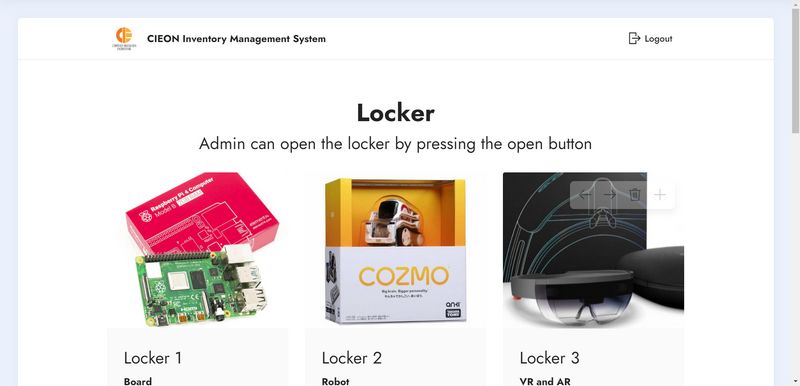 CIEON Inventory Management System
Logout
Locker
Admin can open the locker by pressing the open button
Raspberry Pi 4 Computer
Model B
COZMO
Big brain. Bigger personality.
anki
Locker 1
Locker 2
Locker 3
Board
Robot
VR and AR